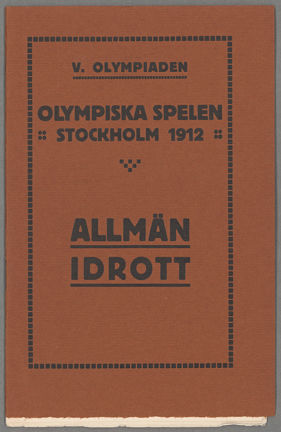 V. OLYMPIADEN
OLYMPISKA SPELEN
STOCKHOLM 1912
ALLMÄN
IDROTT